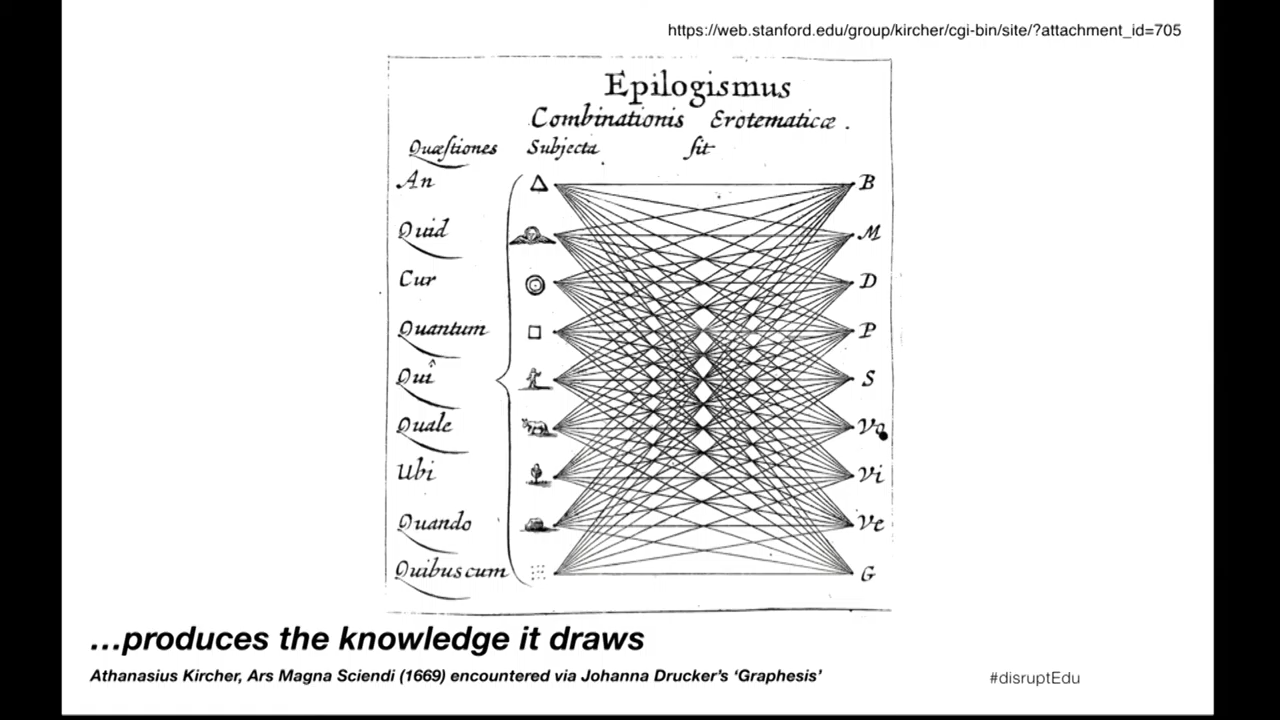 https://web.stanford.edu/group/kircher/cgi-bin/site/?attachment_id=705
Epilogismus
Combinationis Erotematicæ .
Quæſtiones Subjecta ſit
An B
Quid M
Cur D
Quantum P
Quî S
Quale Vo
Ubi Vi
Quando Ve
Quibuscum G
...produces the knowledge it draws
Athanasius Kircher, Ars Magna Sciendi (1669) encountered via Johanna Drucker's 'Graphesis'
#disruptEdu